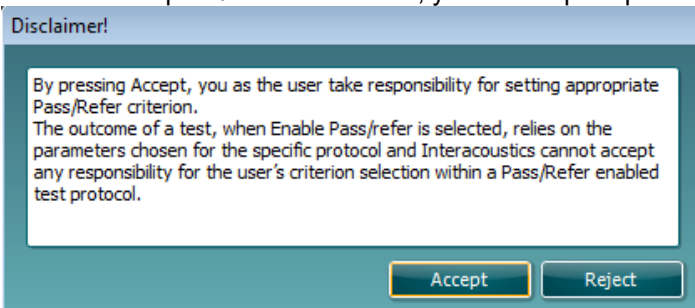 Disclaimer!
By pressing Accept, you as the user take responsibility for setting appropriate
Pass/Refer criterion.
The outcome of a test, when Enable Pass/refer is selected, relies on the
parameters chosen for the specific protocol and Interacoustics cannot accept
any responsibility for the user's criterion selection within a Pass/Refer enabled
test protocol.
Accept Reject